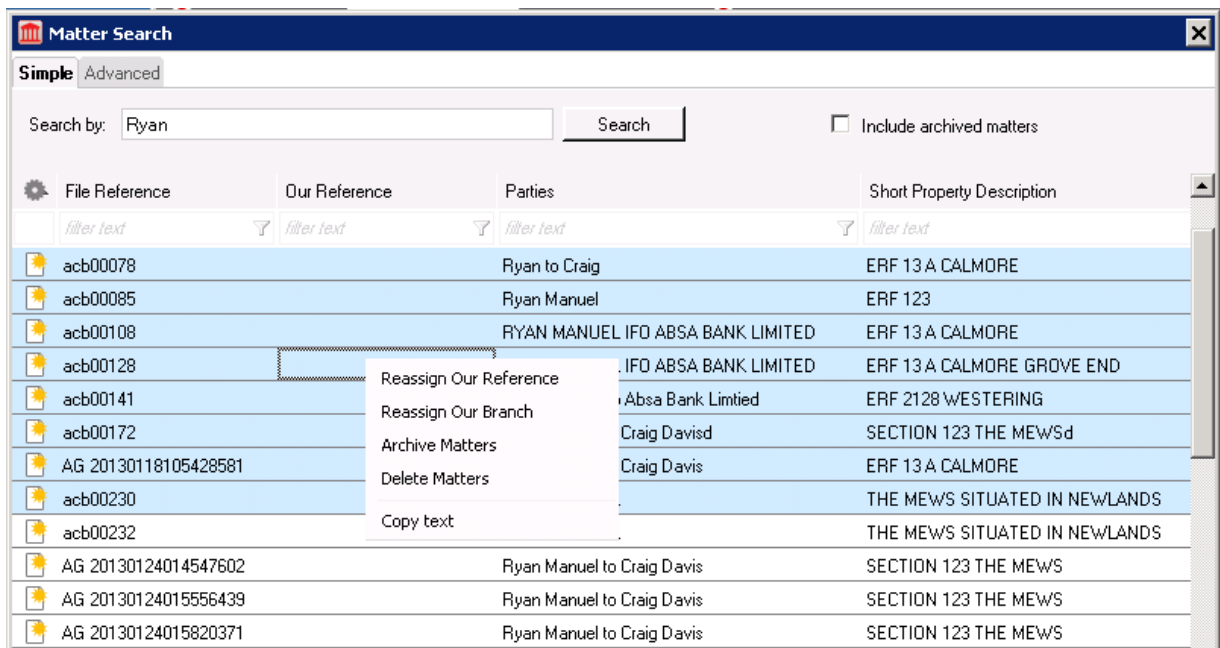 Matter Search
Simple Advanced
Search by: Ryan Search Include archived matters
File Reference Our Reference Parties Short Property Description
filter text filter text filter text filter text
acb00078 Ryan to Craig ERF 13 A CALMORE
acb00085 Ryan Manuel ERF 123
acb00108 RYAN MANUEL IFO ABSA BANK LIMITED ERF 13 A CALMORE
acb00128 IFO ABSA BANK LIMITED ERF 13 A CALMORE GROVE END
Reassign Our Reference
acb00141 Absa Bank Limtied ERF 2128 WESTERING
Reassign Our Branch
acb00172 Craig Davisd SECTION 123 THE MEWSd
Archive Matters
AG 20130118105428581 Craig Davis ERF 13 A CALMORE
Delete Matters
acb00230 THE MEWS SITUATED IN NEWLANDS
Copy text
acb00232 THE MEWS SITUATED IN NEWLANDS
AG 20130124014547602 Ryan Manuel to Craig Davis SECTION 123 THE MEWS
AG 20130124015556439 Ryan Manuel to Craig Davis SECTION 123 THE MEWS
AG 20130124015820371 Ryan Manuel to Craig Davis SECTION 123 THE MEWS